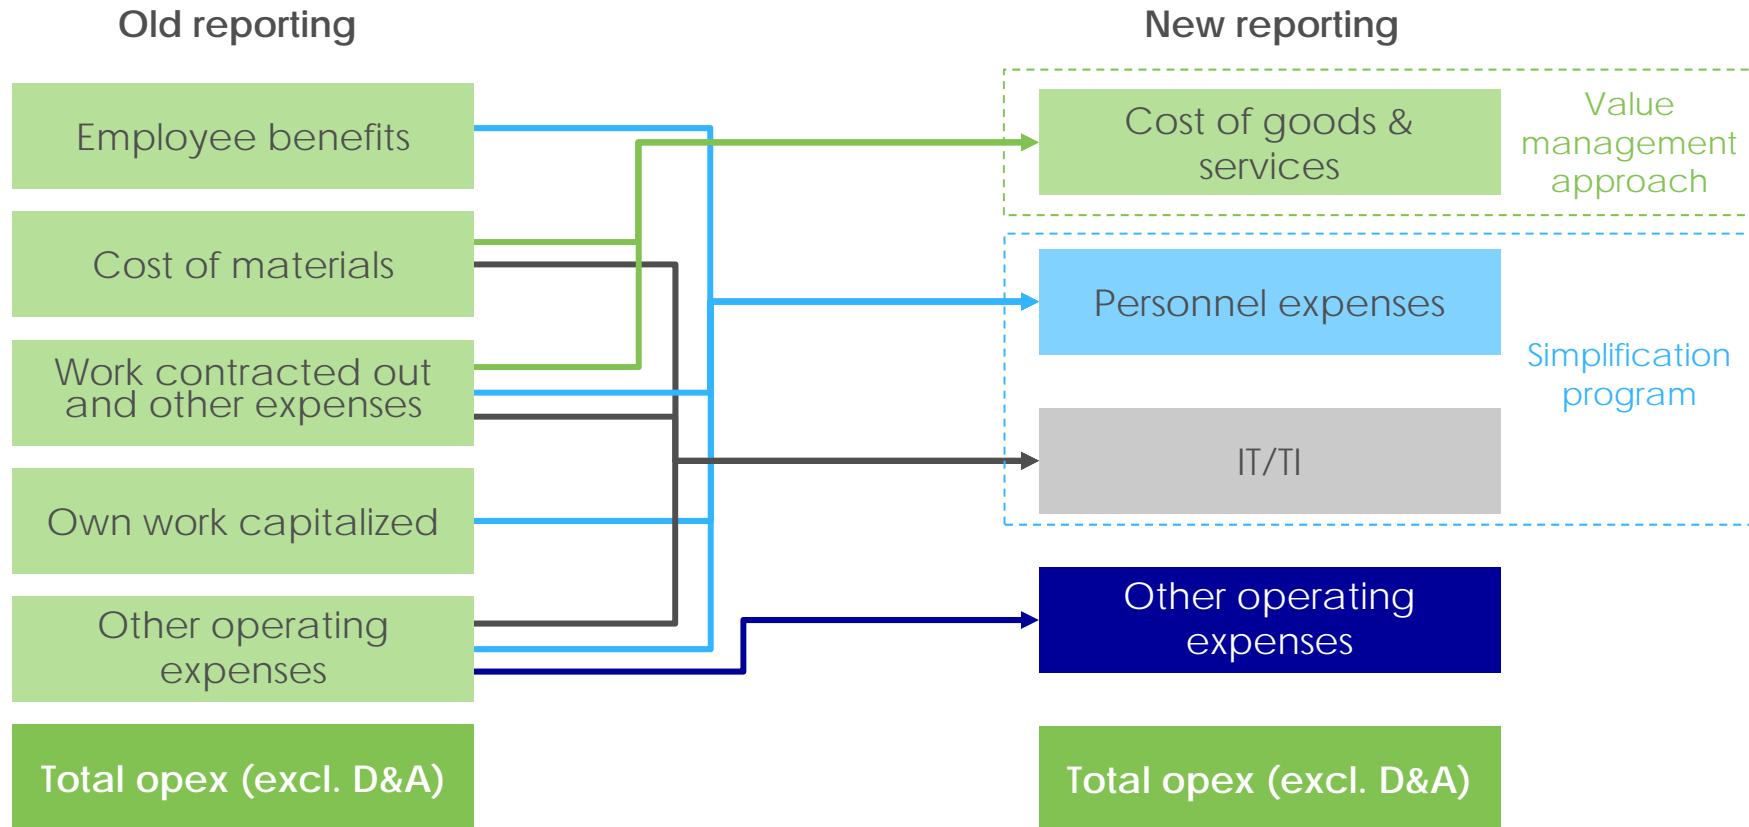 Old reporting
Employee benefits
Cost of materials
Work contracted out
and other expenses
Own work capitalized
Other operating
expenses
Total opex (excl. D&A)
New reporting
Cost of goods &
services
Value
management
approach
Personnel expenses
IT/TI
Simplification
program
Other operating
expenses
Total opex (excl. D&A)